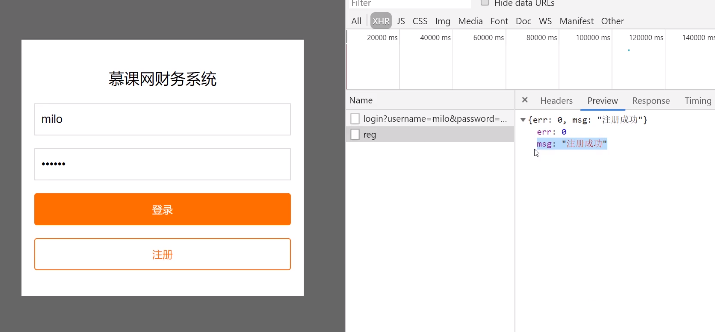 Filter
Hide data URLs
All XHR JS CSS Img Media Font Doc WS Manifest Other
20000 ms 40000 ms 60000 ms 80000 ms 100000 ms 120000 ms 140000 ms
慕课网财务系统
milo
••••••
登录
注册
Name
login?username=milo&password=...
reg
× Headers Preview Response Timing
{err: 0, msg: "注册成功"}
err: 0
msg: "注册成功"